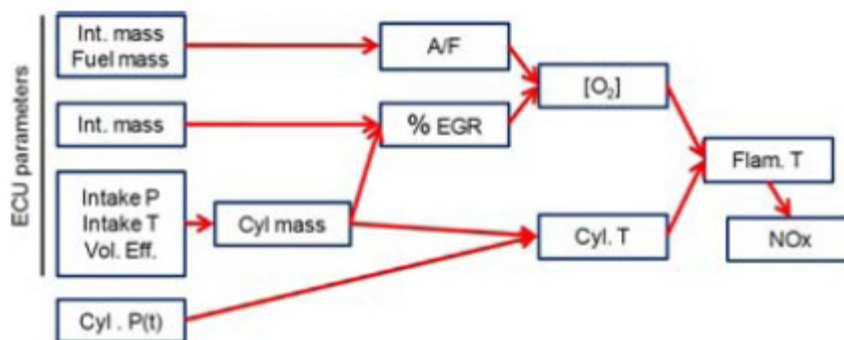 ECU parameters
Int. mass
Fuel mass
A/F
[O₂]
Int. mass
% EGR
Flam. T
Intake P
Intake T
Vol. Eff.
Cyl mass
Cyl. T
NOx
Cyl . P(t)